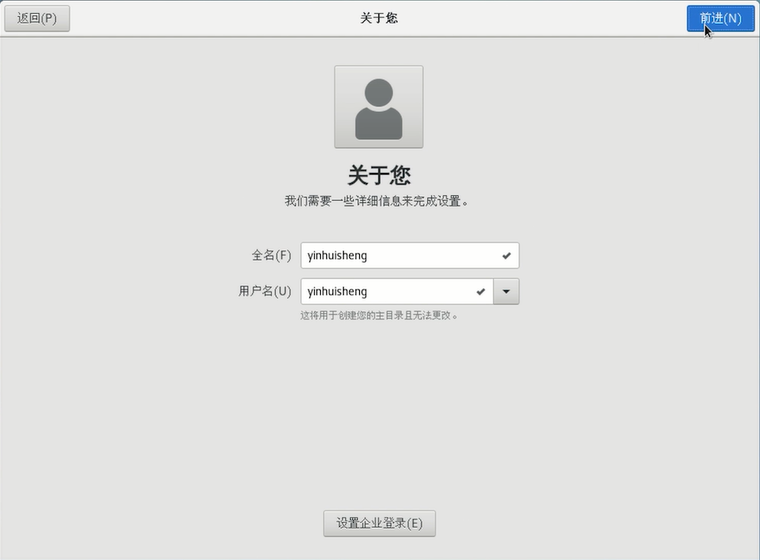 返回(P)
关于您
前进(N)
关于您
我们需要一些详细信息来完成设置。
全名(F)
yinhuisheng
用户名(U)
yinhuisheng
这将用于创建您的主目录且无法更改。
设置企业登录(E)